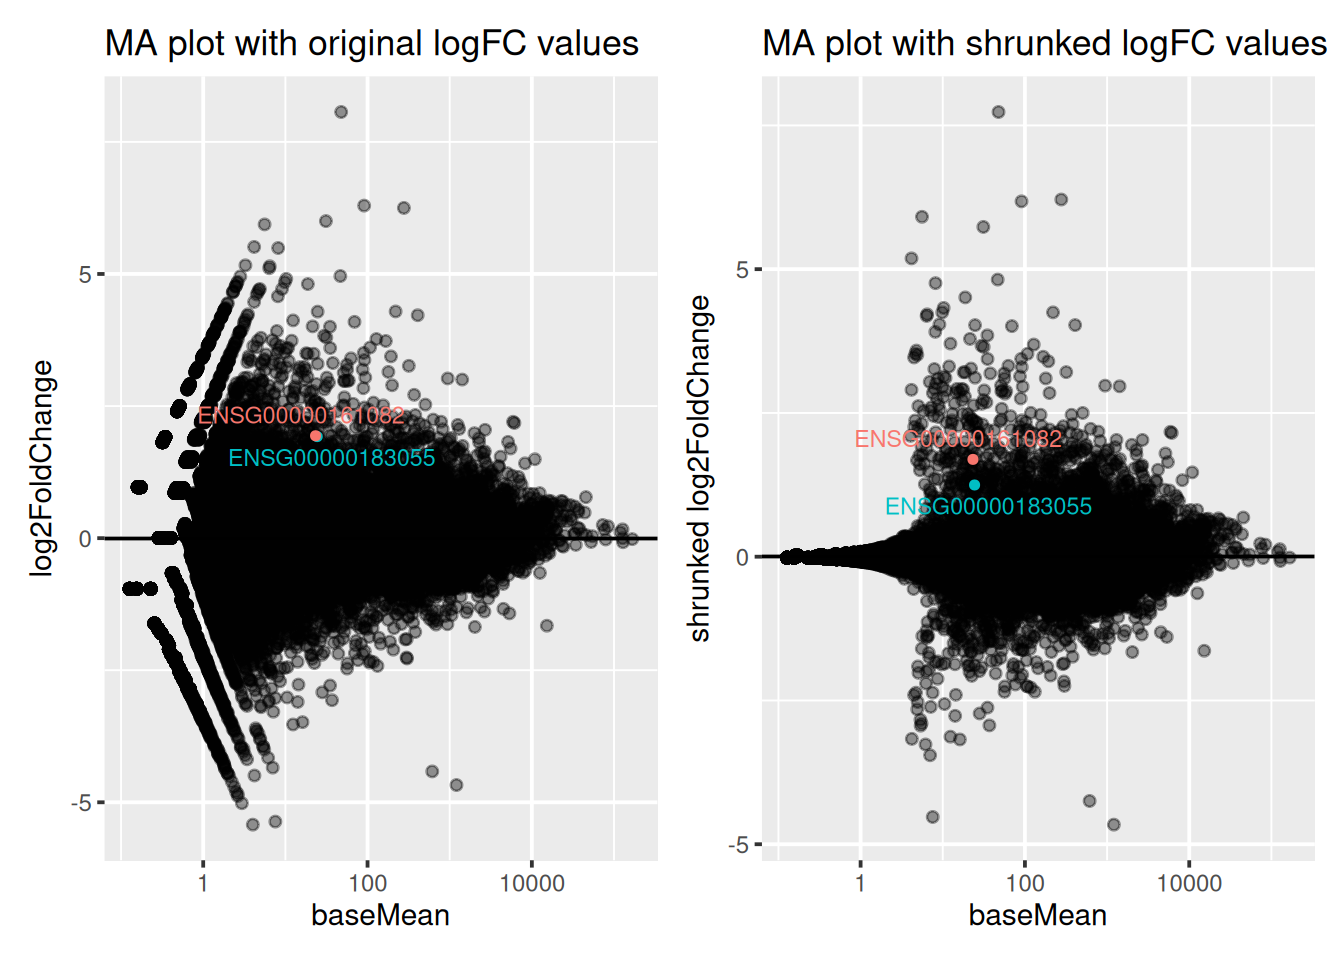 MA plot with original logFC values
log2FoldChange
5
0
-5
ENSG00000161082
ENSG00000183055
1
100
10000
baseMean
MA plot with shrunked logFC values
shrunked log2FoldChange
5
0
-5
ENSG00000161082
ENSG00000183055
1
100
10000
baseMean